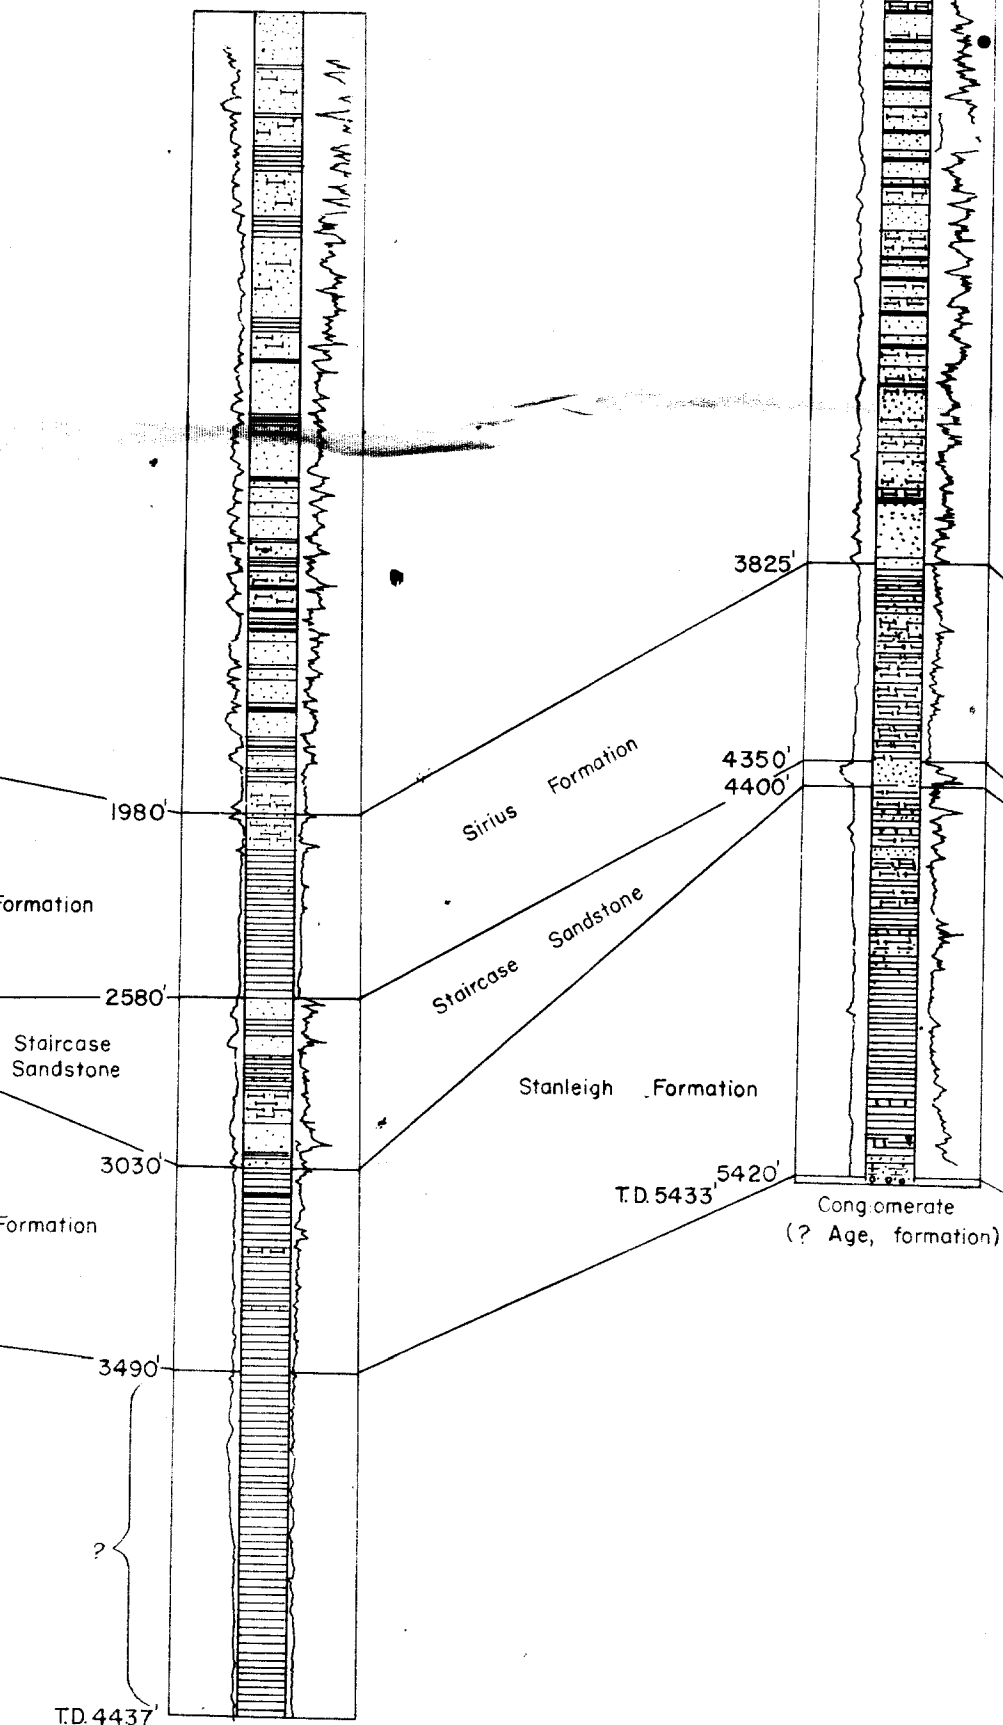 3825'
Sirius Formation
4350'
4400'
1980'
Formation
Staircase Sandstone
2580'
Staircase
Sandstone
Stanleigh Formation
3030'
5420'
T.D. 5433'
Conglomerate
(? Age, formation)
Formation
3490'
?
T.D. 4437'